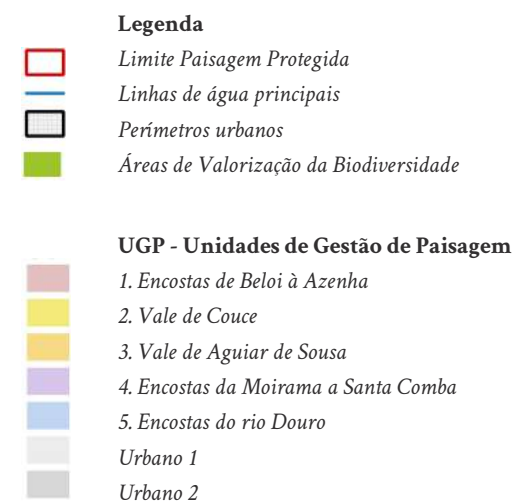 Legenda
Limite Paisagem Protegida
Linhas de água principais
Perímetros urbanos
Áreas de Valorização da Biodiversidade
UGP - Unidades de Gestão de Paisagem
1. Encostas de Beloi à Azenha
2. Vale de Couce
3. Vale de Aguiar de Sousa
4. Encostas da Moirama a Santa Comba
5. Encostas do rio Douro
Urbano 1
Urbano 2